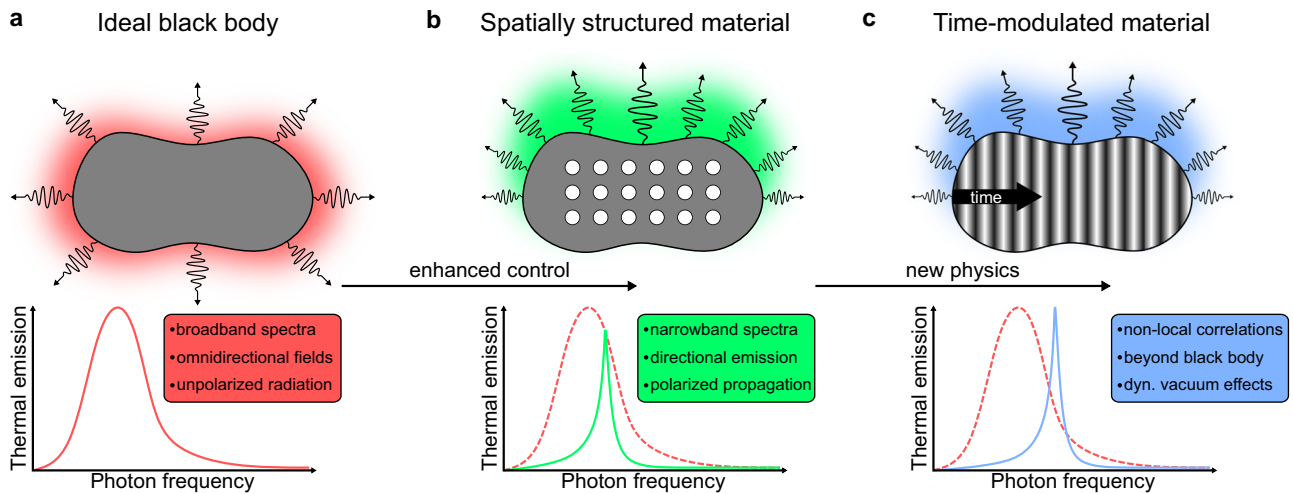 a Ideal black body
b Spatially structured material
c Time-modulated material
time
enhanced control
new physics
Thermal emission
•broadband spectra
•omnidirectional fields
•unpolarized radiation
Photon frequency
Thermal emission
•narrowband spectra
•directional emission
•polarized propagation
Photon frequency
Thermal emission
•non-local correlations
•beyond black body
•dyn. vacuum effects
Photon frequency